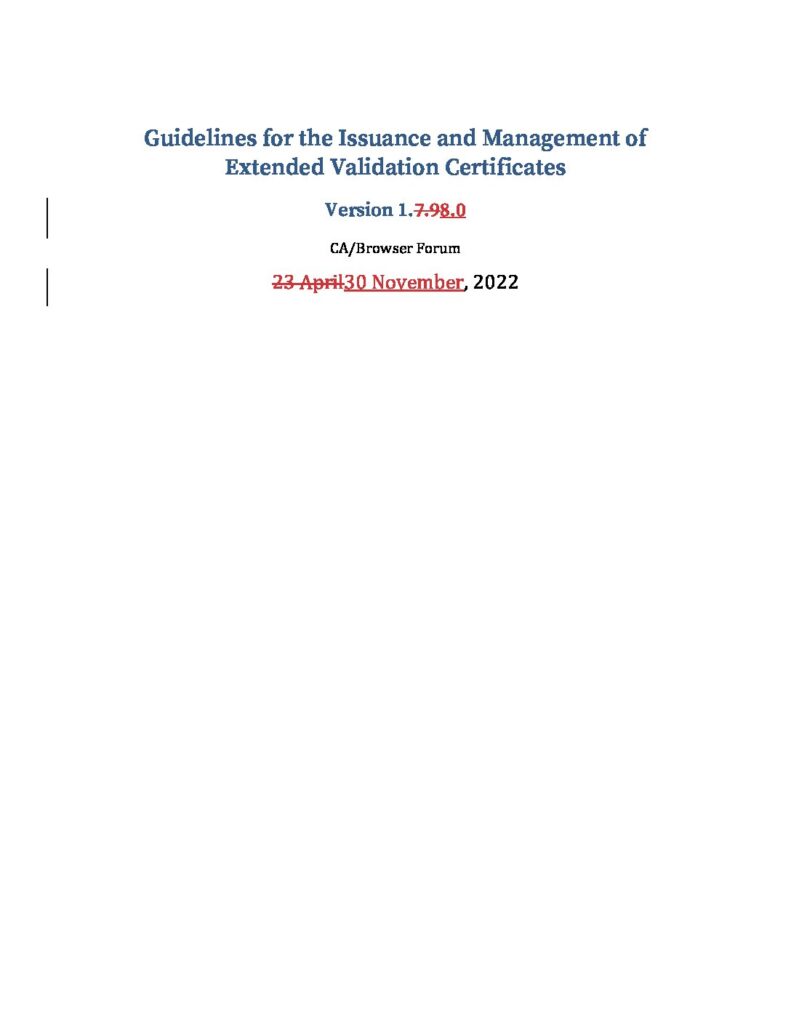 Guidelines for the Issuance and Management of
Extended Validation Certificates
Version 1.7.98.0
CA/Browser Forum
23 April30 November, 2022